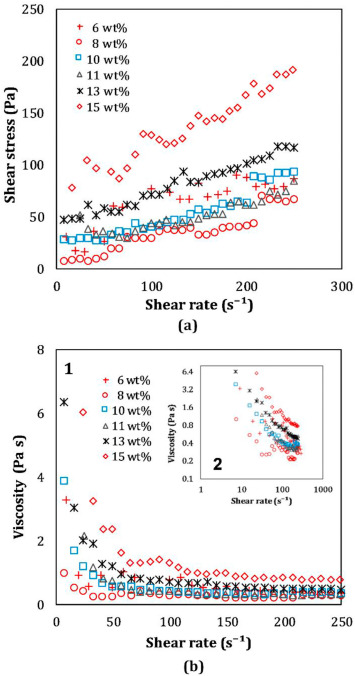 250
200
150
100
50
0
Shear stress (Pa)
6 wt%
8 wt%
10 wt%
11 wt%
13 wt%
15 wt%
0 100 200 300
Shear rate (s⁻¹)
(a)
8
6
4
2
0
Viscosity (Pa s)
1
6 wt%
8 wt%
10 wt%
11 wt%
13 wt%
15 wt%
6.4
3.2
1.6
0.8
0.4
0.2
0.1
Viscosity (Pa s)
2
1 10 100 1000
Shear rate (s⁻¹)
0 50 100 150 200 250
Shear rate (s⁻¹)
(b)